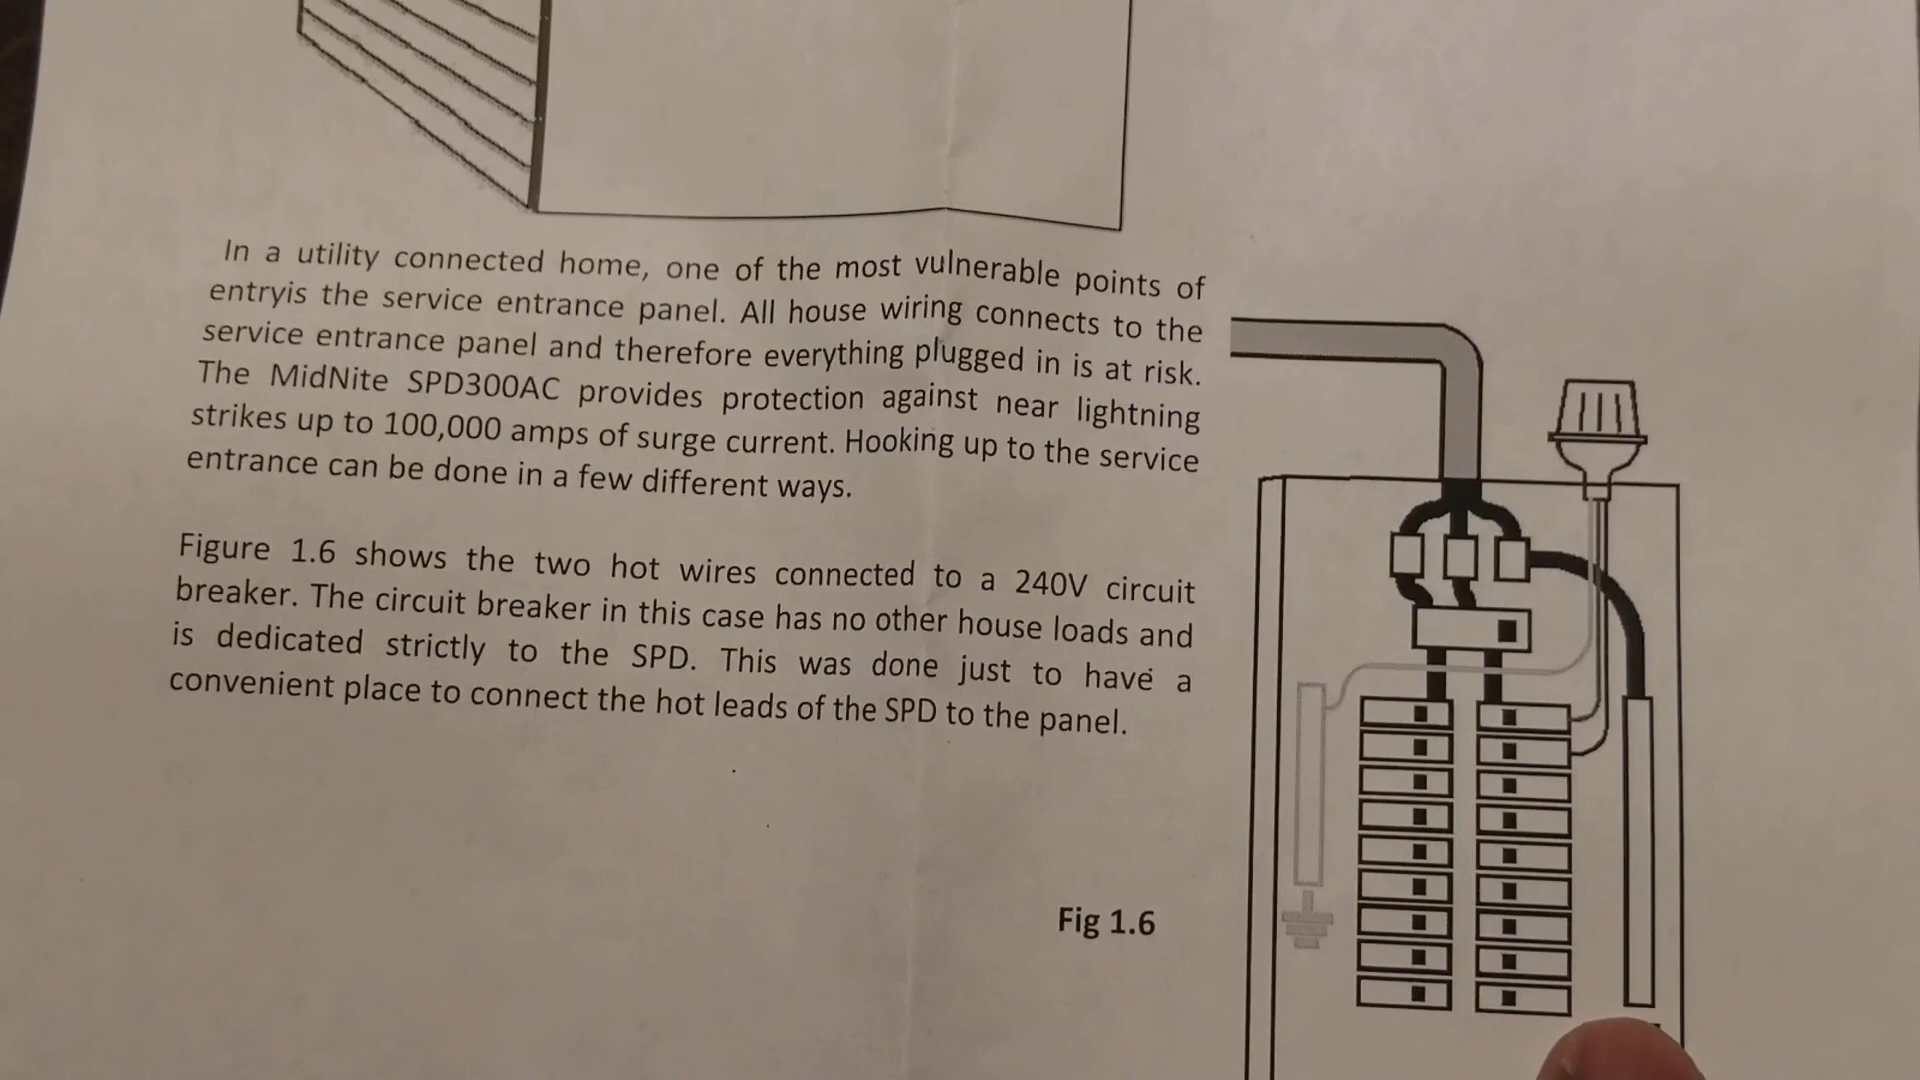 In a utility connected home, one of the most vulnerable points of
entryis the service entrance panel. All house wiring connects to the
service entrance panel and therefore everything plugged in is at risk.
The MidNite SPD300AC provides protection against near lightning
strikes up to 100,000 amps of surge current. Hooking up to the service
entrance can be done in a few different ways.
Figure 1.6 shows the two hot wires connected to a 240V circuit
breaker. The circuit breaker in this case has no other house loads and
is dedicated strictly to the SPD. This was done just to have a
convenient place to connect the hot leads of the SPD to the panel.
Fig 1.6